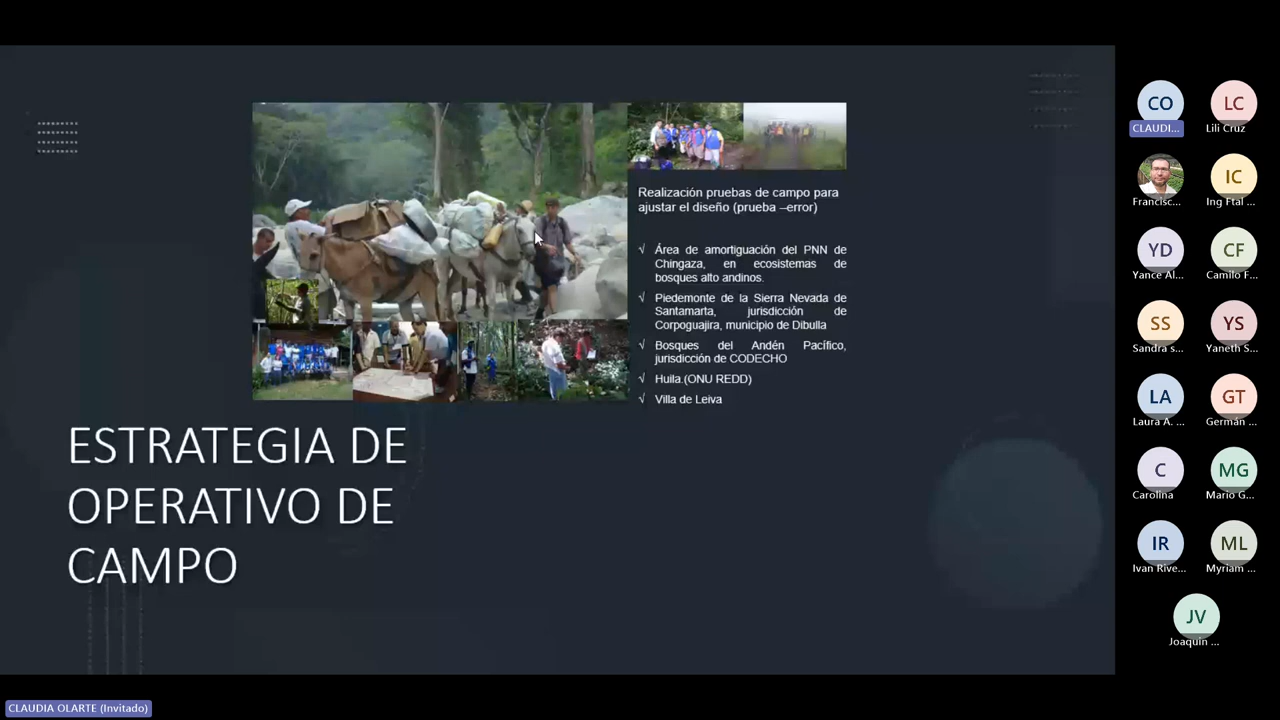 Realización pruebas de campo para
ajustar el diseño (prueba –error)
√ Área de amortiguación del PNN de
Chingaza, en ecosistemas de
bosques alto andinos.
√ Piedemonte de la Sierra Nevada de
Santamarta, jurisdicción de
Corpoguajira, municipio de Dibulla
√ Bosques del Andén Pacífico,
jurisdicción de CODECHO
√ Huila.(ONU REDD)
√ Villa de Leiva
ESTRATEGIA DE
OPERATIVO DE
CAMPO
CO
CLAUDI...
LC
Lili Cruz
Francisc...
IC
Ing Ftal ...
YD
Yance Al...
CF
Camilo F...
SS
Sandra s...
YS
Yaneth S...
LA
Laura A. ...
GT
Germán ...
C
Carolina
MG
Mario G...
IR
Ivan Rive...
ML
Myriam ...
JV
Joaquín ...
CLAUDIA OLARTE (Invitado)